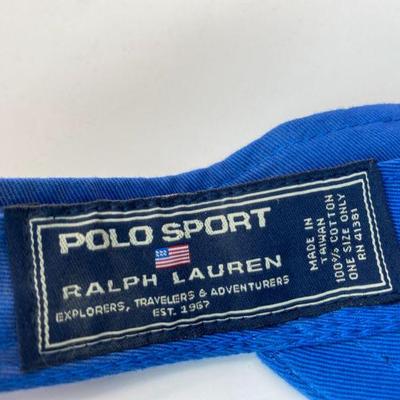 POLO SPORT
RALPH LAUREN
EXPLORERS, TRAVELERS & ADVENTURERS
EST. 1967
MADE IN
TAIWAN
100% COTTON
ONE SIZE ONLY
RN 41381